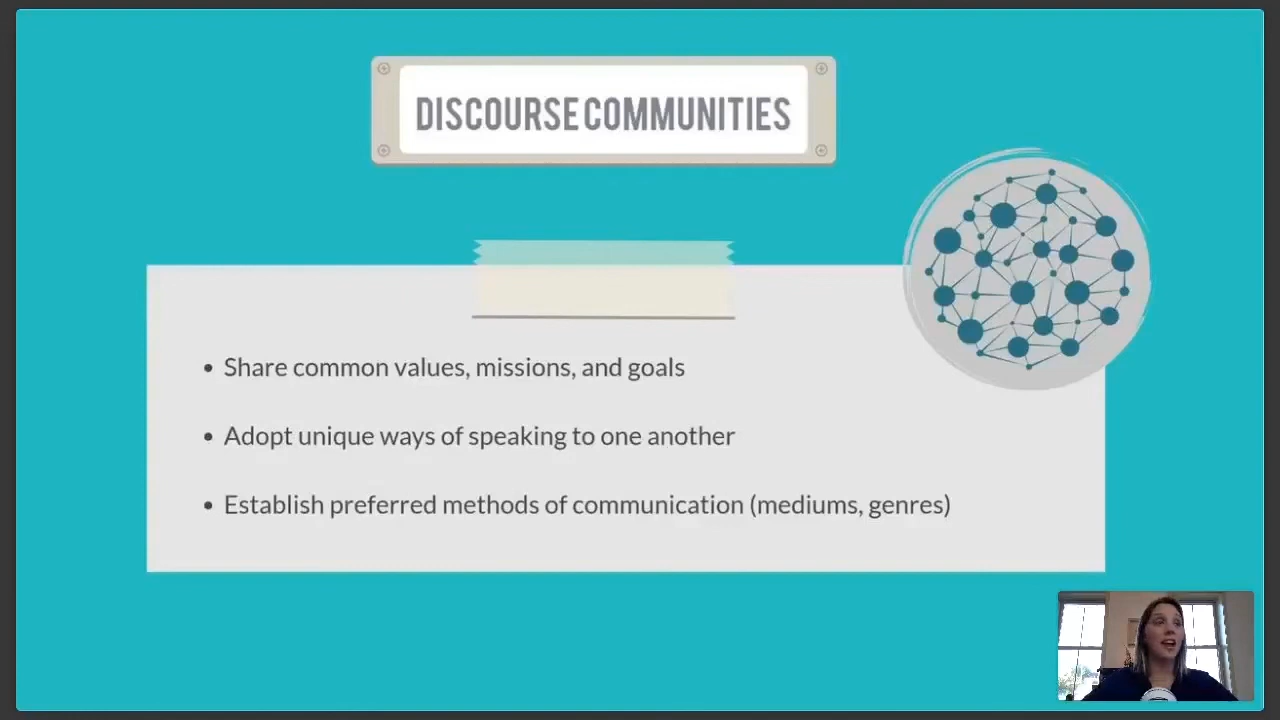 DISCOURSE COMMUNITIES
• Share common values, missions, and goals
• Adopt unique ways of speaking to one another
• Establish preferred methods of communication (mediums, genres)